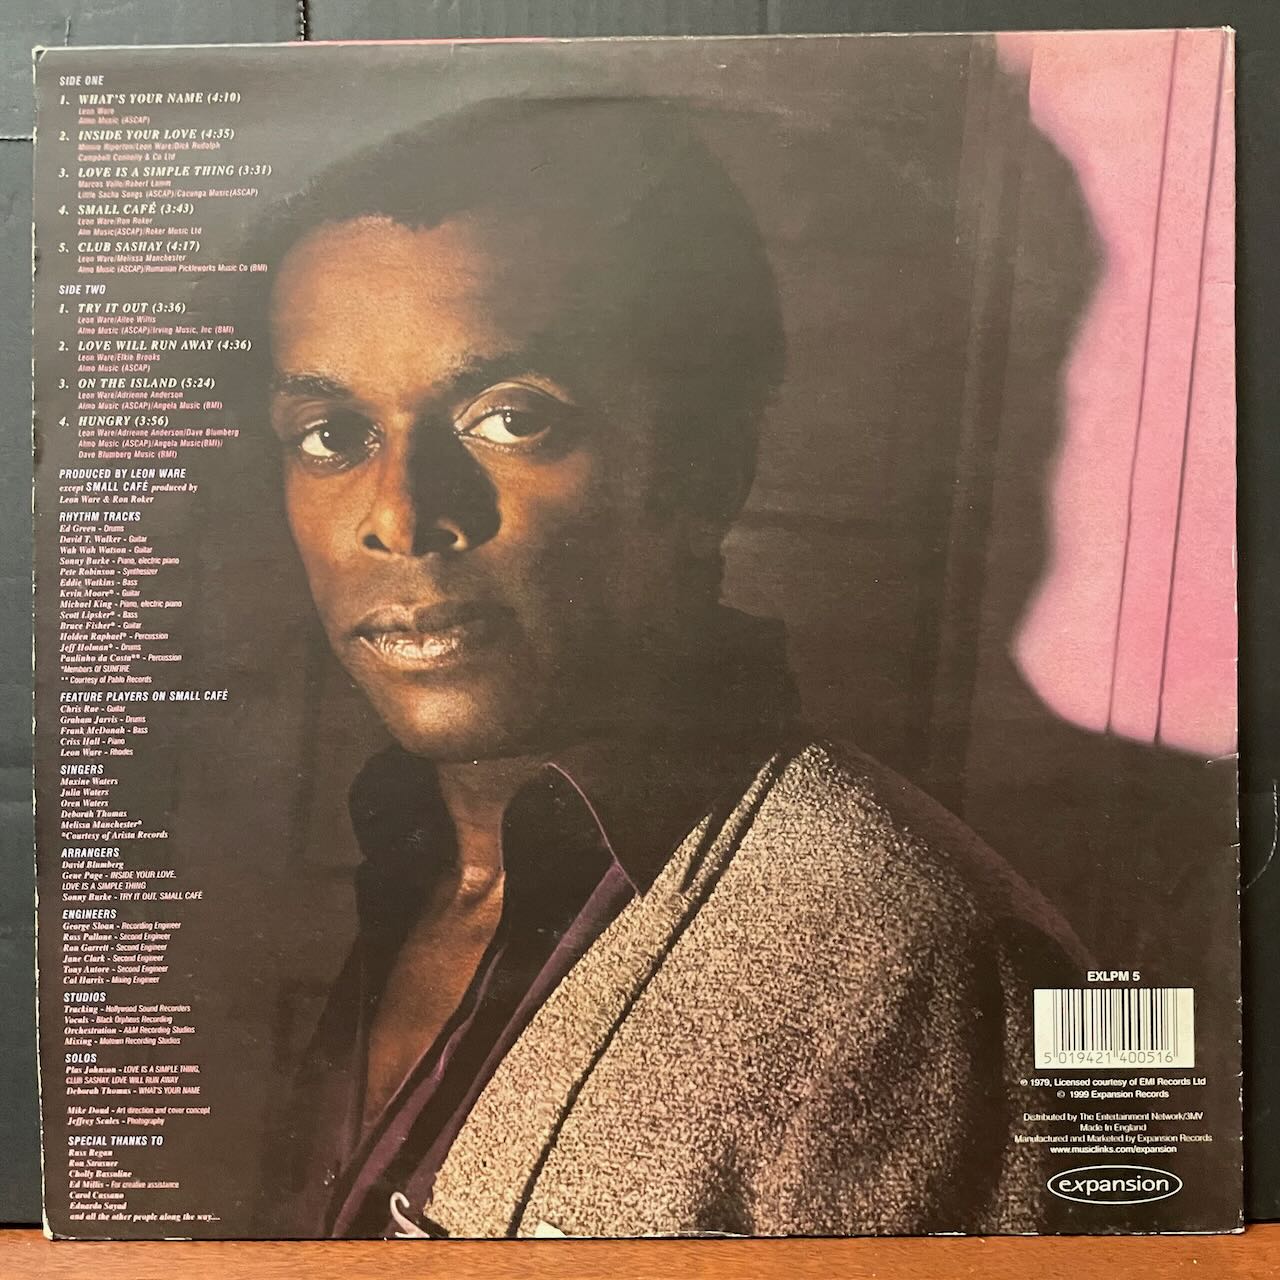 SIDE ONE
1. WHAT'S YOUR NAME (4:10)
Leon Ware
Almo Music (ASCAP)
2. INSIDE YOUR LOVE (4:35)
Minnie Riperton/Leon Ware/Dick Rudolph
Campbell Connelly & Co Ltd
3. LOVE IS A SIMPLE THING (3:31)
Marcos Valle/Robert Lamm
Little Sacha Songs (ASCAP)/Cacunga Music(ASCAP)
4. SMALL CAFÉ (3:43)
Leon Ware/Ron Roker
Alm Music(ASCAP)/Roker Music Ltd
5. CLUB SASHAY (4:17)
Leon Ware/Melissa Manchester
Almo Music (ASCAP)/Rumanian Pickleworks Music Co (BMI)
SIDE TWO
1. TRY IT OUT (3:36)
Leon Ware/Allee Willis
Almo Music (ASCAP)/Irving Music, Inc (BMI)
2. LOVE WILL RUN AWAY (4:36)
Leon Ware/Elkie Brooks
Almo Music (ASCAP)
3. ON THE ISLAND (5:24)
Leon Ware/Adrienne Anderson
Almo Music (ASCAP)/Angela Music (BMI)
4. HUNGRY (3:56)
Leon Ware/Adrienne Anderson/Dave Blumberg
Almo Music (ASCAP)/Angela Music(BMI)/
Dave Blumberg Music (BMI)
PRODUCED BY LEON WARE
except SMALL CAFÉ produced by
Leon Ware & Ron Roker
RHYTHM TRACKS
Ed Green - Drums
David T. Walker - Guitar
Wah Wah Watson - Guitar
Sonny Burke - Piano, electric piano
Pete Robinson - Synthesizer
Eddie Watkins - Bass
Kevin Moore* - Guitar
Michael King - Piano, electric piano
Scott Lipsker* - Bass
Bruce Fisher* - Guitar
Holden Raphael* - Percussion
Jeff Holman* - Drums
Paulinho da Costa** - Percussion
*Members Of SUNFIRE
** Courtesy of Pablo Records
FEATURE PLAYERS ON SMALL CAFÉ
Chris Rae - Guitar
Graham Jarvis - Drums
Frank McDonah - Bass
Criss Hall - Piano
Leon Ware - Rhodes
SINGERS
Maxine Waters
Julia Waters
Oren Waters
Deborah Thomas
Melissa Manchester*
*Courtesy of Arista Records
ARRANGERS
David Blumberg
Gene Page - INSIDE YOUR LOVE,
LOVE IS A SIMPLE THING
Sonny Burke - TRY IT OUT, SMALL CAFÉ
ENGINEERS
George Sloan - Recording Engineer
Russ Pallone - Second Engineer
Ron Garrett - Second Engineer
Jane Clark - Second Engineer
Tony Autore - Second Engineer
Cal Harris - Mixing Engineer
STUDIOS
Tracking - Hollywood Sound Recorders
Vocals - Black Orpheus Recording
Orchestration - A&M Recording Studios
Mixing - Motown Recording Studios
SOLOS
Plas Johnson - LOVE IS A SIMPLE THING,
CLUB SASHAY, LOVE WILL RUN AWAY
Deborah Thomas - WHAT'S YOUR NAME
Mike Doud - Art direction and cover concept
Jeffrey Scales - Photography
SPECIAL THANKS TO
Russ Regan
Ron Strasner
Cholly Bassoline
Ed Millis - For creative assistance
Carol Cassano
Eduardo Sayad
and all the other people along the way....
EXLPM 5
5 019421 400516
℗ 1979, Licensed courtesy of EMI Records Ltd
© 1999 Expansion Records
Distributed by The Entertainment Network/3MV
Made In England
Manufactured and Marketed by Expansion Records
www.musiclinks.com/expansion
expansion